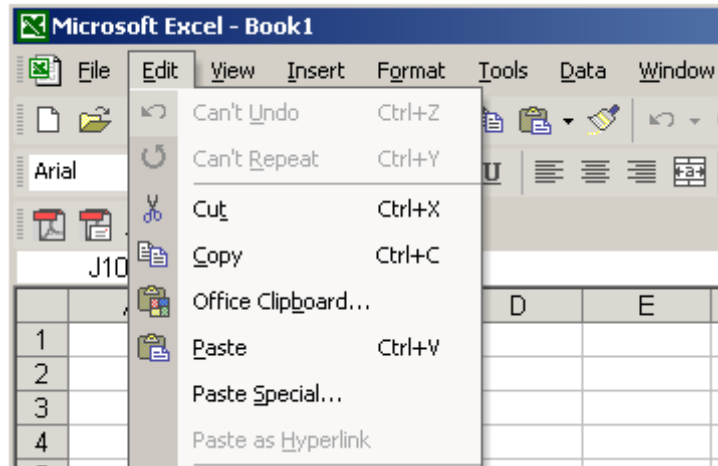 Microsoft Excel - Book1
File Edit View Insert Format Tools Data Window
Can't Undo Ctrl+Z
Can't Repeat Ctrl+Y
Arial U
Cut Ctrl+X
Copy Ctrl+C
J10
Office Clipboard...
D E
Paste Ctrl+V
1
2
Paste Special...
3
Paste as Hyperlink
4